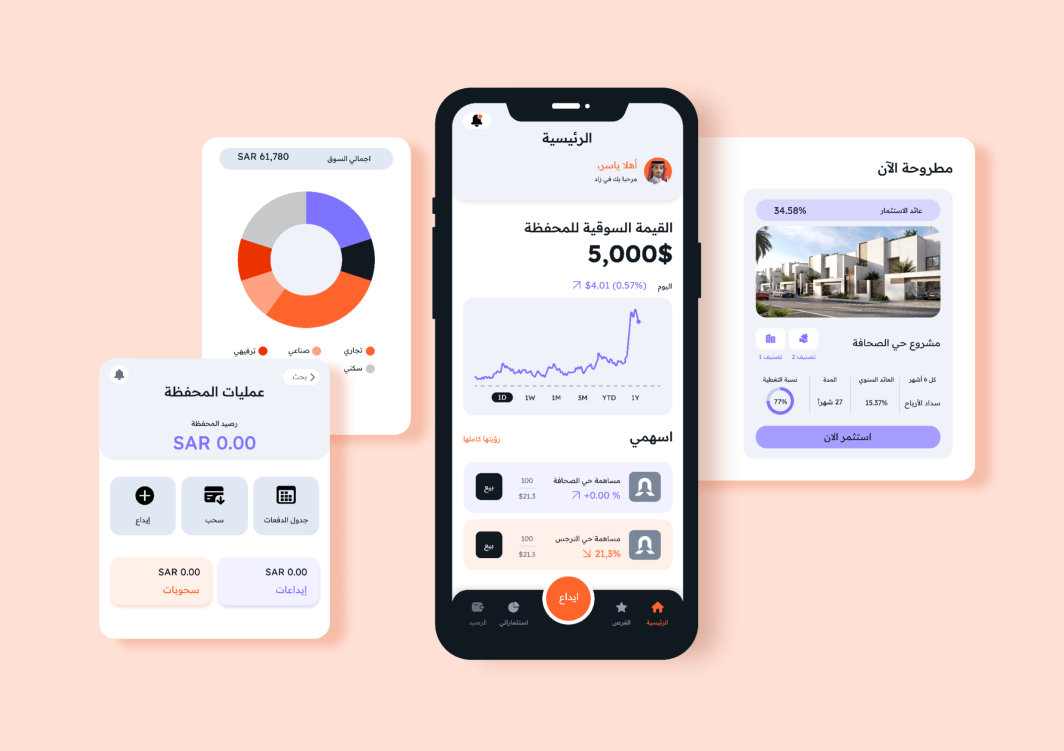 اجمالي السوق SAR 61,780
تجاري صناعي ترفيهي
سكني
بحث
عمليات المحفظة
رصيد المحفظة
SAR 0.00
جدول الدفعات سحب إيداع
SAR 0.00 SAR 0.00
إيداعات سحوبات
الرئيسية
أهلا ياسر،
مرحبا بك في زاد
القيمة السوقية للمحفظة
5,000$
اليوم $4.01 (0.57%)
1D 1W 1M 3M YTD 1Y
اسهمي رؤيتها كاملها
مساهمة حي الصحافة 100 بيع
+0.00 % $21.3
مساهمة حي النرجس 100 بيع
21,3% $21.3
ايداع
الرئيسية الفرص استثماراتي الرصيد
مطروحة الآن
عائد الاستثمار 34.58%
مشروع حي الصحافة
تصنيف 2 تصنيف 1
كل 6 أشهر العائد السنوي المدة نسبة التغطية
سداد الأرباح 15.37% 27 شهراً 77%
استثمر الان